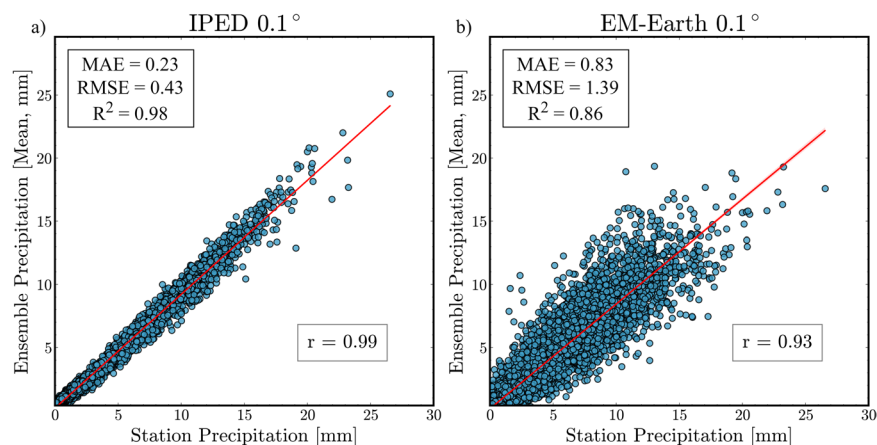 a)
IPED 0.1°
MAE = 0.23
RMSE = 0.43
R² = 0.98
Ensemble Precipitation [Mean, mm]
25
20
15
10
5
r = 0.99
0 5 10 15 20 25 30
Station Precipitation [mm]
b)
EM-Earth 0.1°
MAE = 0.83
RMSE = 1.39
R² = 0.86
Ensemble Precipitation [Mean, mm]
25
20
15
10
5
r = 0.93
0 5 10 15 20 25 30
Station Precipitation [mm]